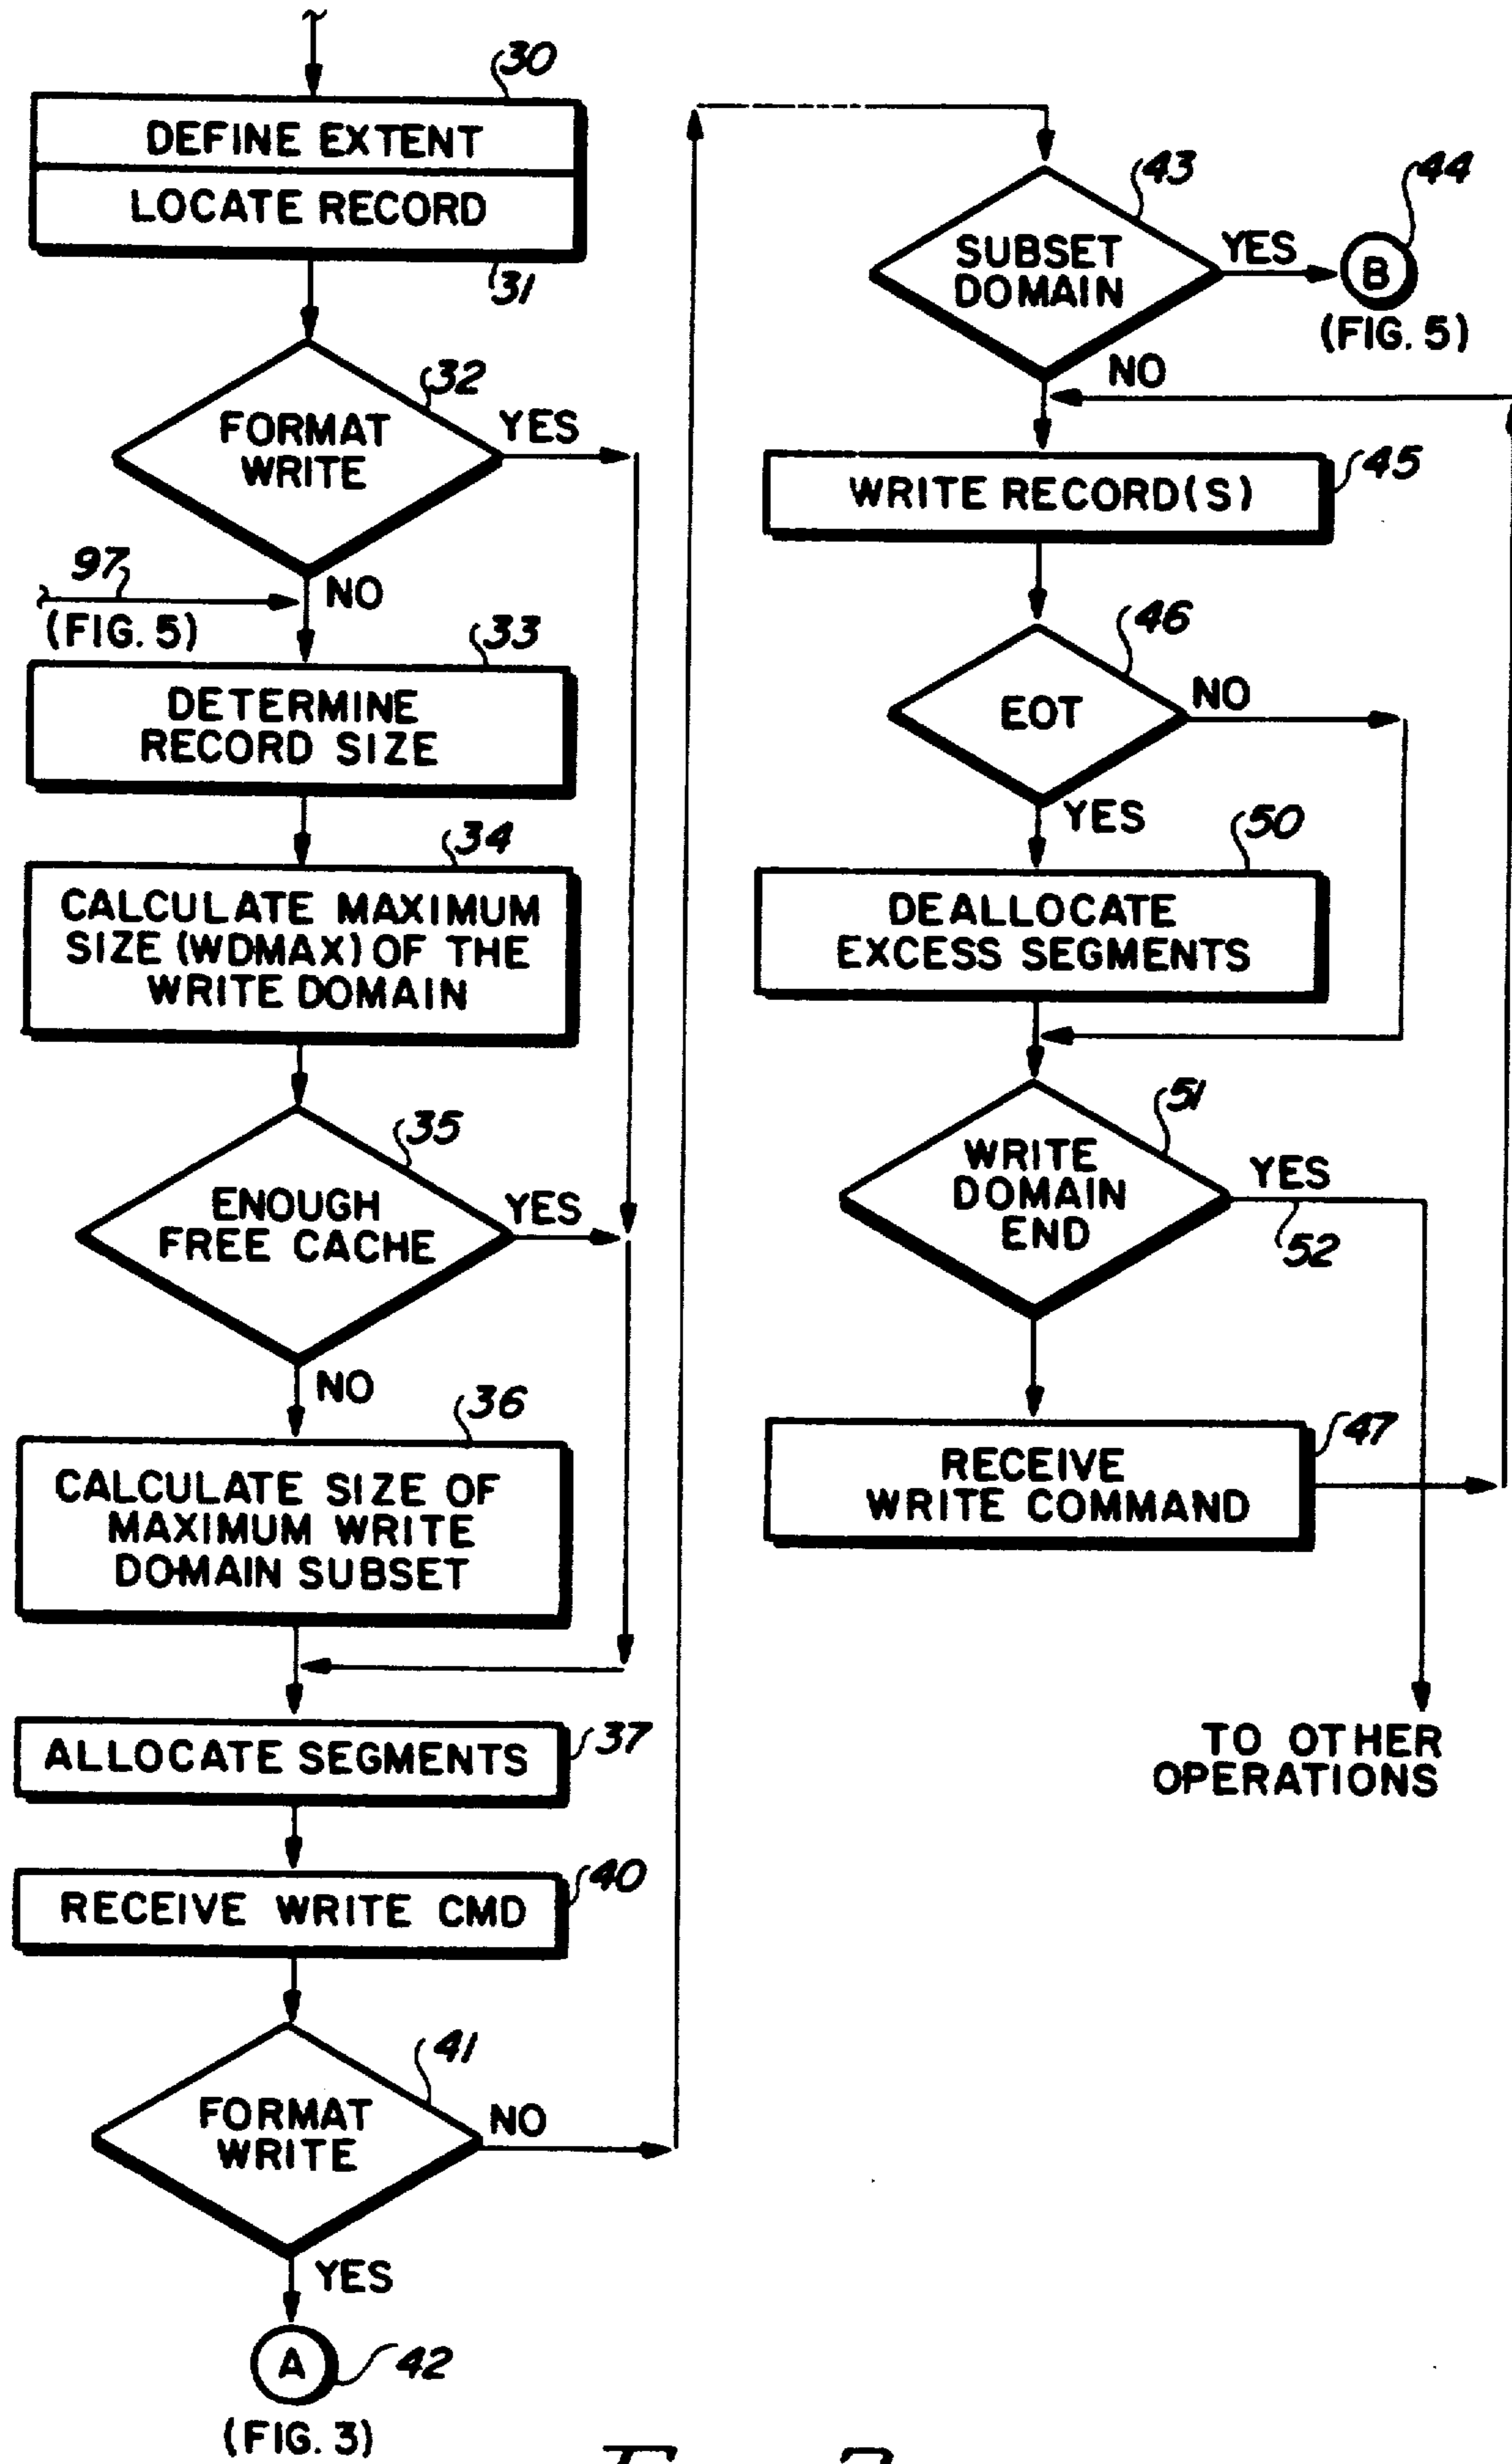 30
DEFINE EXTENT
LOCATE RECORD
31
32
FORMAT
WRITE
YES
NO
97
(FIG. 5)
33
DETERMINE
RECORD SIZE
34
CALCULATE MAXIMUM
SIZE (WDMAX) OF THE
WRITE DOMAIN
35
ENOUGH
FREE CACHE
YES
NO
36
CALCULATE SIZE OF
MAXIMUM WRITE
DOMAIN SUBSET
ALLOCATE SEGMENTS
37
RECEIVE WRITE CMD
40
41
FORMAT
WRITE
NO
YES
A
42
(FIG. 3)
43
SUBSET
DOMAIN
YES
B
44
(FIG. 5)
NO
WRITE RECORD(S)
45
46
EOT
NO
YES
50
DEALLOCATE
EXCESS SEGMENTS
51
WRITE
DOMAIN
END
YES
52
RECEIVE
WRITE COMMAND
47
TO OTHER
OPERATIONS